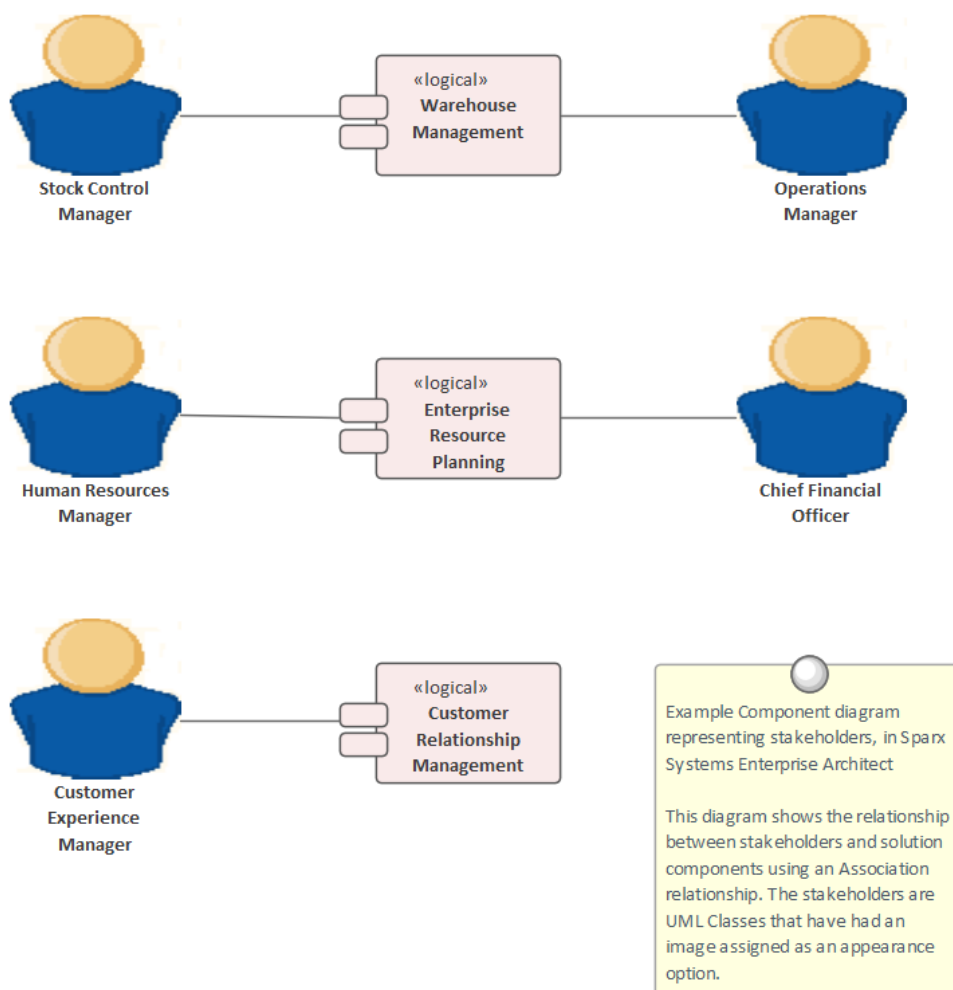 «logical»
Warehouse
Management
Stock Control
Manager
Operations
Manager
«logical»
Enterprise
Resource
Planning
Human Resources
Manager
Chief Financial
Officer
«logical»
Customer
Relationship
Management
Customer
Experience
Manager
Example Component diagram
representing stakeholders, in Sparx
Systems Enterprise Architect
This diagram shows the relationship
between stakeholders and solution
components using an Association
relationship. The stakeholders are
UML Classes that have had an
image assigned as an appearance
option.